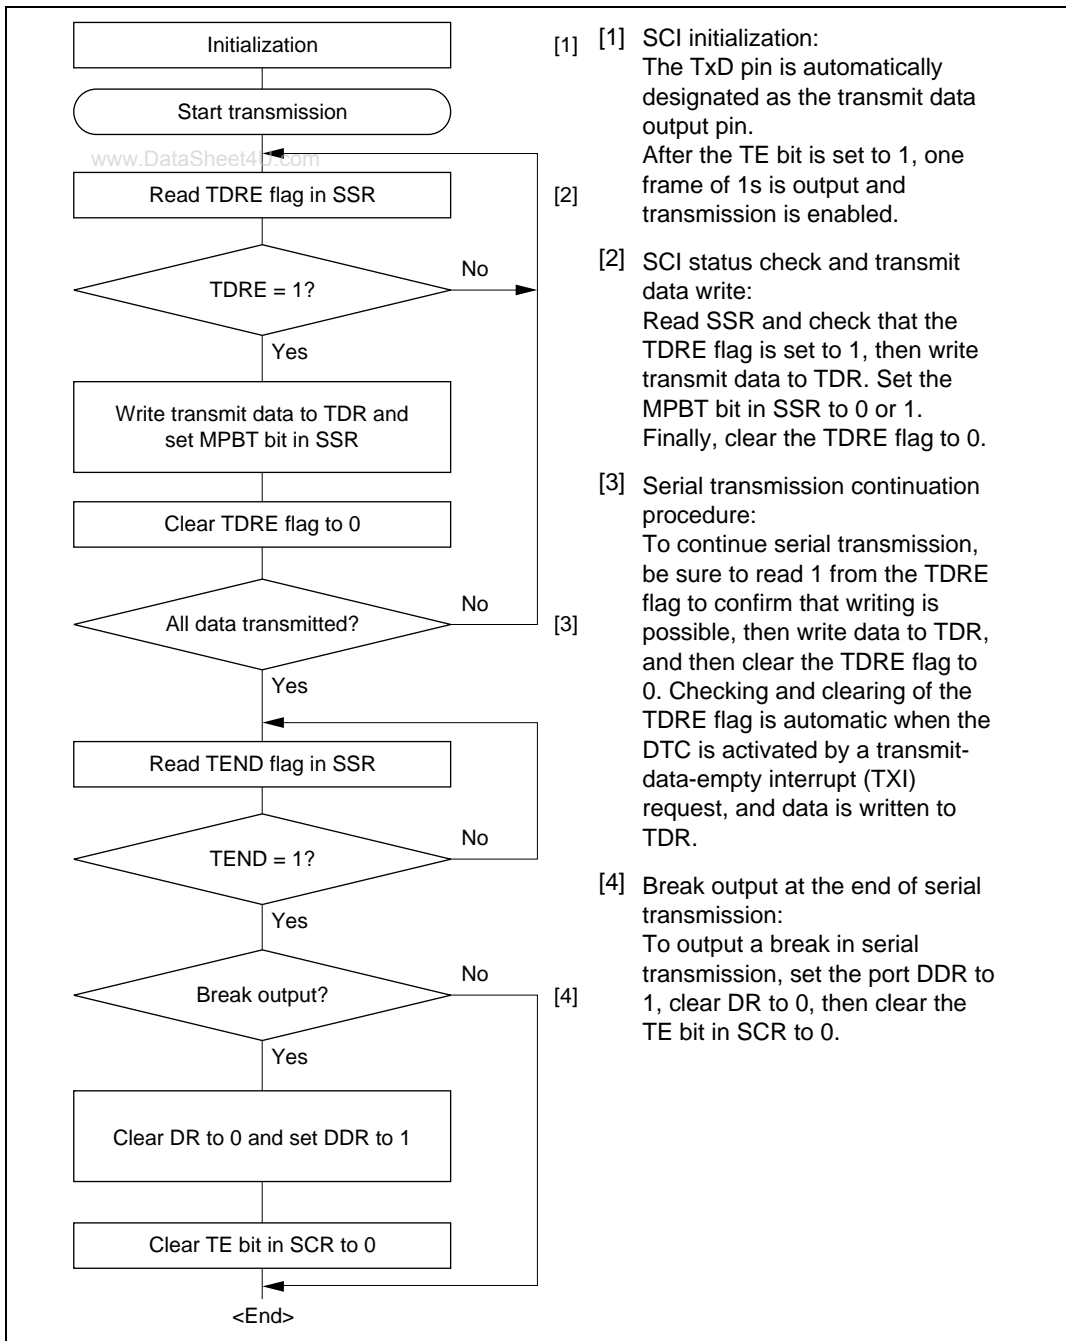 Initialization
[1]
Start transmission
www.DataSheet4U.com
Read TDRE flag in SSR
[2]
No
TDRE = 1?
Yes
Write transmit data to TDR and
set MPBT bit in SSR
Clear TDRE flag to 0
No
All data transmitted?
[3]
Yes
Read TEND flag in SSR
No
TEND = 1?
Yes
No
Break output?
[4]
Yes
Clear DR to 0 and set DDR to 1
Clear TE bit in SCR to 0
<End>
[1] SCI initialization:
The TxD pin is automatically
designated as the transmit data
output pin.
After the TE bit is set to 1, one
frame of 1s is output and
transmission is enabled.
[2] SCI status check and transmit
data write:
Read SSR and check that the
TDRE flag is set to 1, then write
transmit data to TDR. Set the
MPBT bit in SSR to 0 or 1.
Finally, clear the TDRE flag to 0.
[3] Serial transmission continuation
procedure:
To continue serial transmission,
be sure to read 1 from the TDRE
flag to confirm that writing is
possible, then write data to TDR,
and then clear the TDRE flag to
0. Checking and clearing of the
TDRE flag is automatic when the
DTC is activated by a transmit-
data-empty interrupt (TXI)
request, and data is written to
TDR.
[4] Break output at the end of serial
transmission:
To output a break in serial
transmission, set the port DDR to
1, clear DR to 0, then clear the
TE bit in SCR to 0.